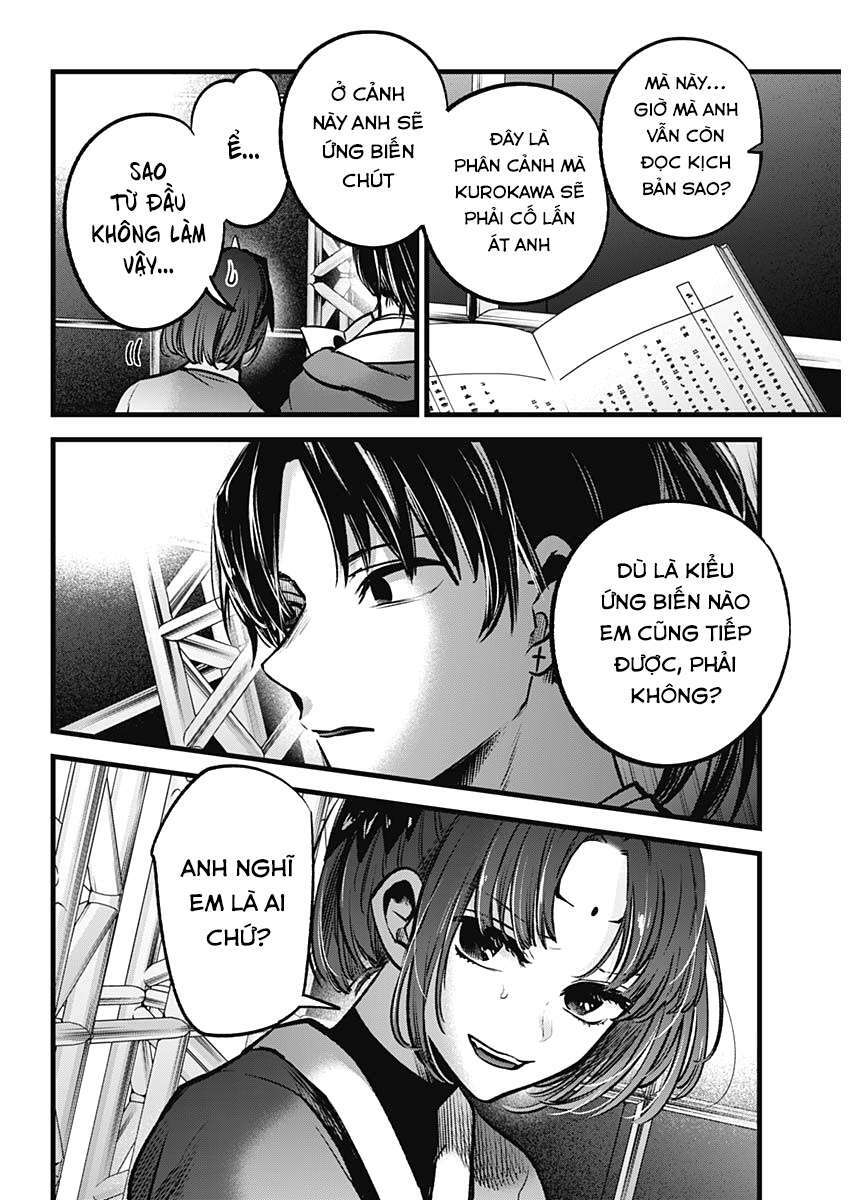 MÀ NÀY...
GIỜ MÀ ANH
VẪN CÒN
ĐỌC KỊCH
BẢN SAO?
ĐÂY LÀ
PHÂN CẢNH MÀ
KUROKAWA SẼ
PHẢI CỐ LẤN
ÁT ANH
Ở CẢNH
NÀY ANH SẼ
ỨNG BIẾN
CHÚT
Ể...
SAO
TỪ ĐẦU
KHÔNG LÀM
VẬY...
DÙ LÀ KIỂU
ỨNG BIẾN NÀO
EM CŨNG TIẾP
ĐƯỢC, PHẢI
KHÔNG?
ANH NGHĨ
EM LÀ AI
CHỨ?